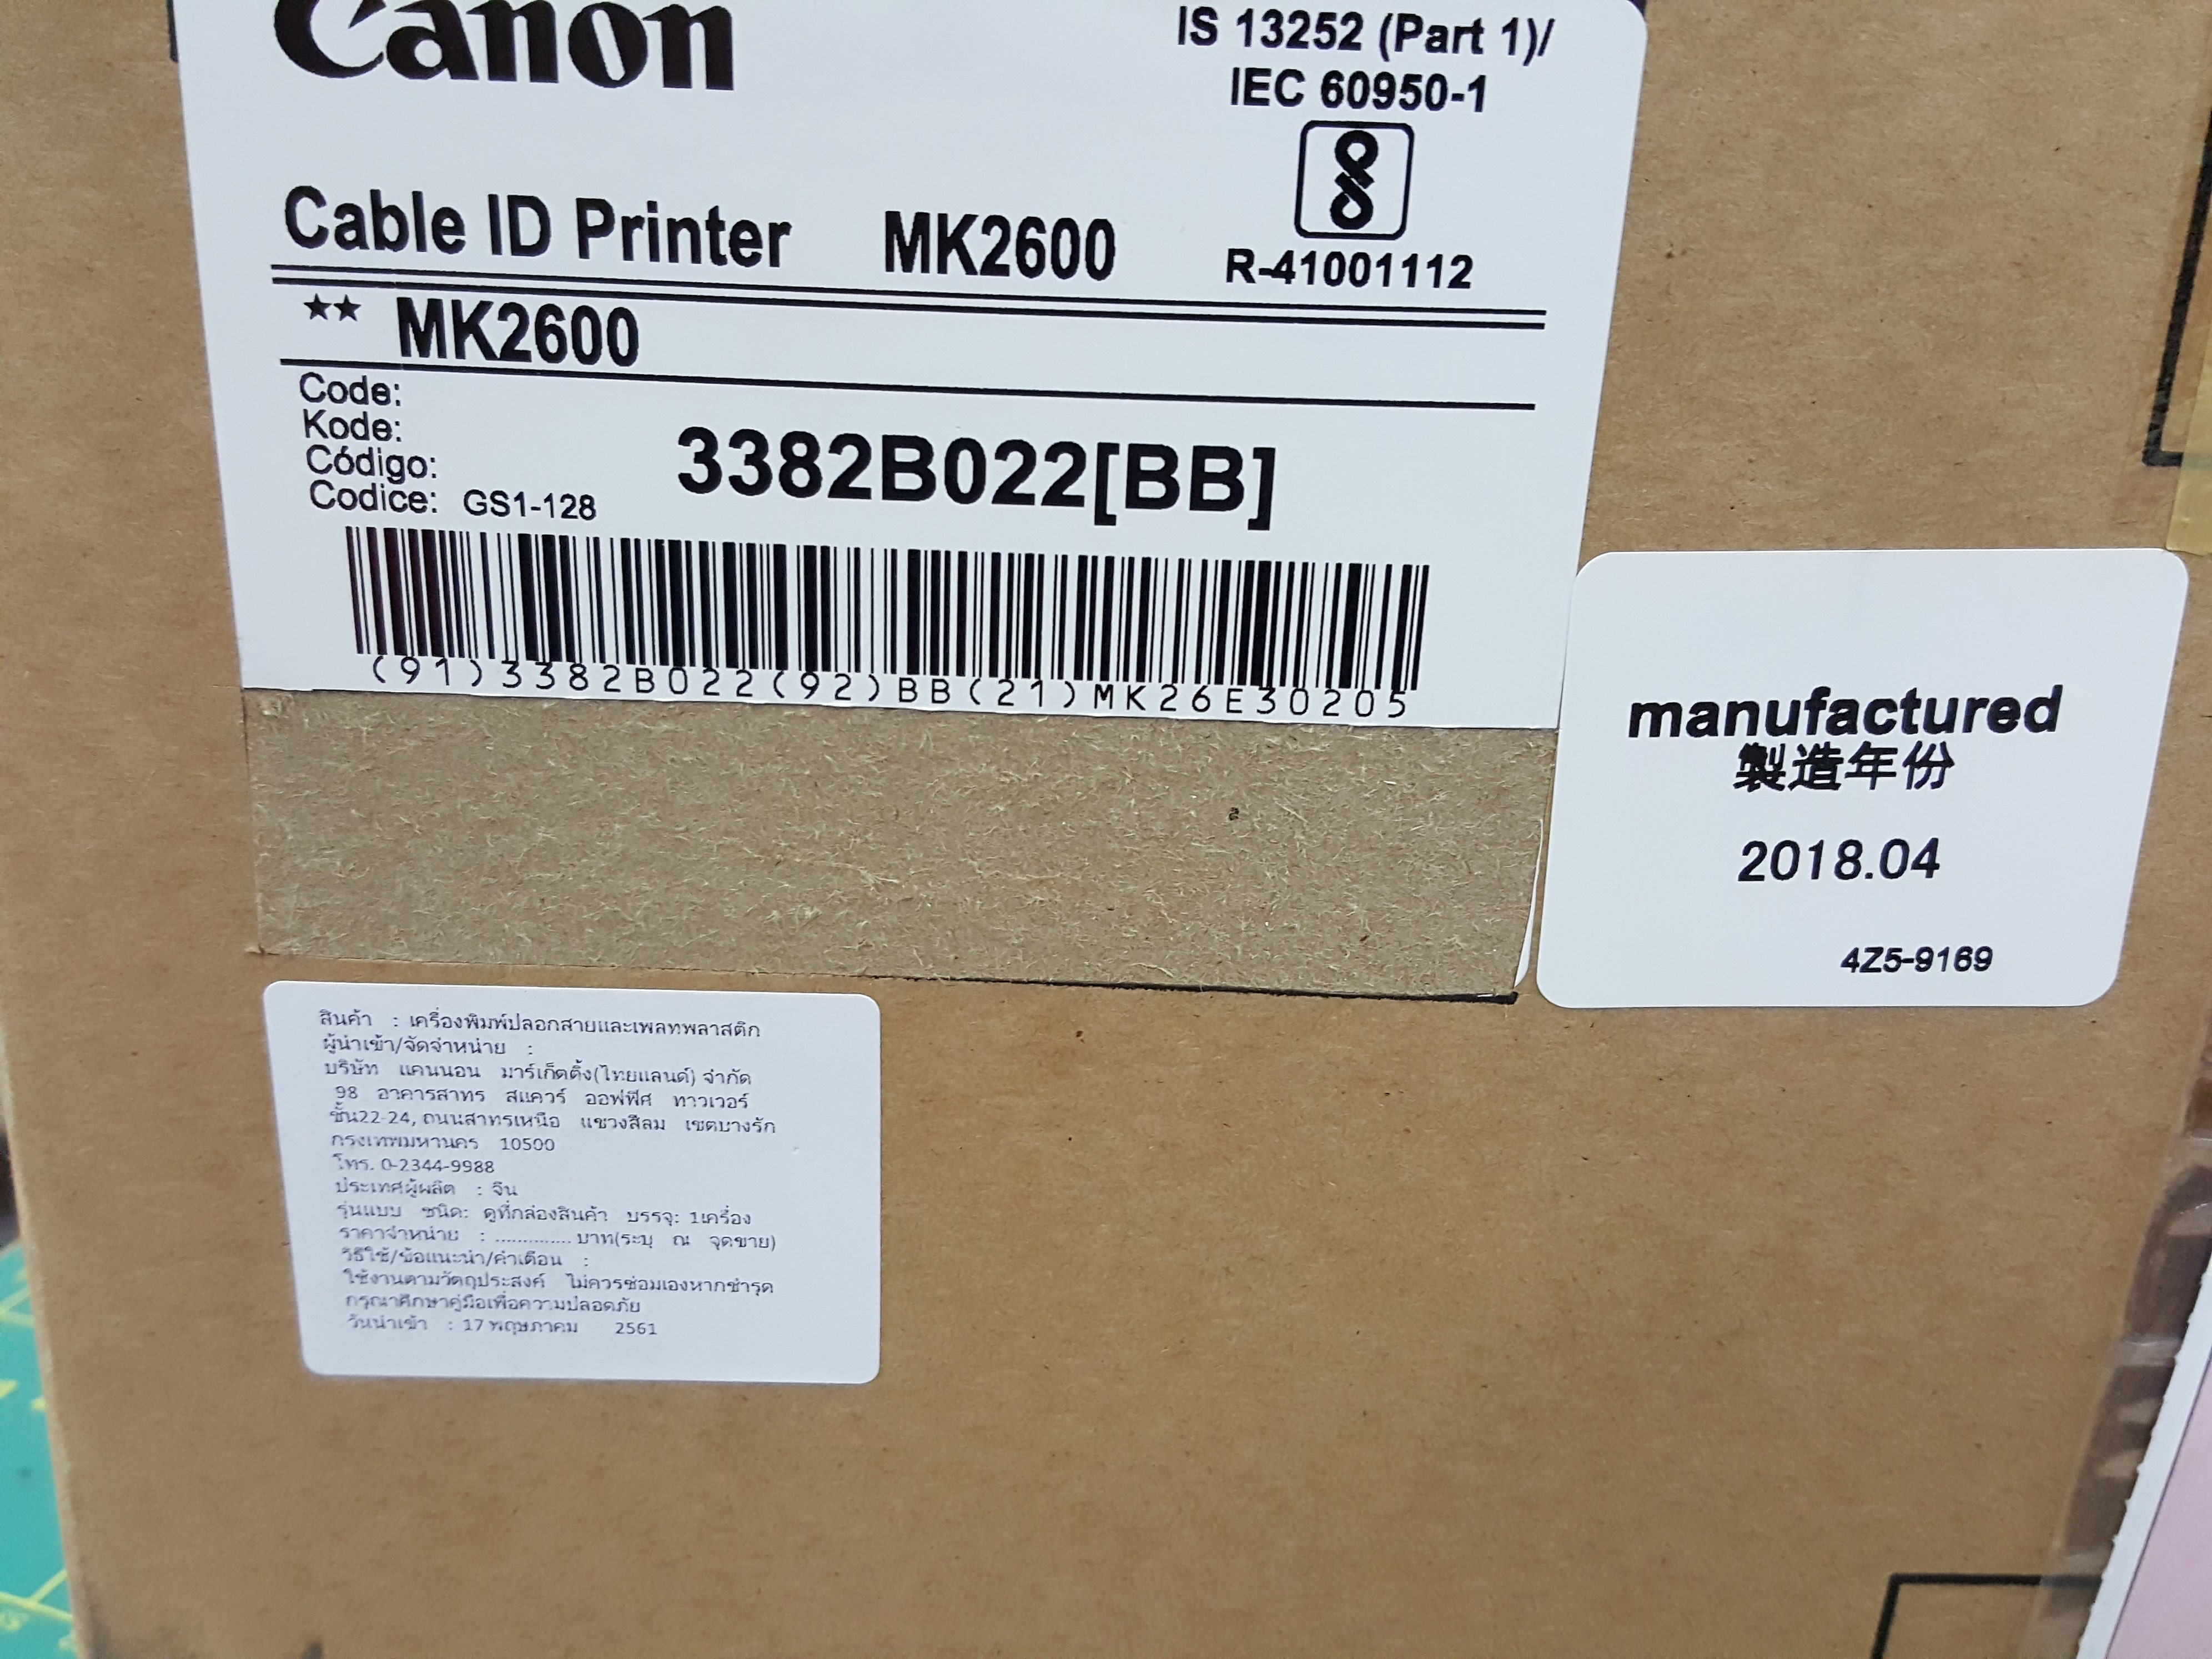 Canon
IS 13252 (Part 1)/
IEC 60950-1
R-41001112
Cable ID Printer MK2600
★★ MK2600
Code:
Kode:
Código:
Codice: GS1-128
3382B022[BB]
(91)3382B022(92)BB(21)MK26E30205
manufactured
製造年份
2018.04
4Z5-9169
สินค้า : เครื่องพิมพ์ปลอกสายและเพลทพลาสติก
ผู้นำเข้า/จัดจำหน่าย :
บริษัท แคนนอน มาร์เก็ตติ้ง(ไทยแลนด์) จำกัด
98 อาคารสาทร สแควร์ ออฟฟิศ ทาวเวอร์
ชั้น22-24, ถนนสาทรเหนือ แขวงสีลม เขตบางรัก
กรุงเทพมหานคร 10500
โทร. 0-2344-9988
ประเทศผู้ผลิต : จีน
รุ่นแบบ ชนิด: ดูที่กล่องสินค้า บรรจุ: 1เครื่อง
ราคาจำหน่าย : .............. บาท(ระบุ ณ จุดขาย)
วิธีใช้/ข้อแนะนำ/คำเตือน :
ใช้งานตามวัตถุประสงค์ ไม่ควรซ่อมเองหากชำรุด
กรุณาศึกษาคู่มือเพื่อความปลอดภัย
วันนำเข้า : 17 พฤษภาคม 2561